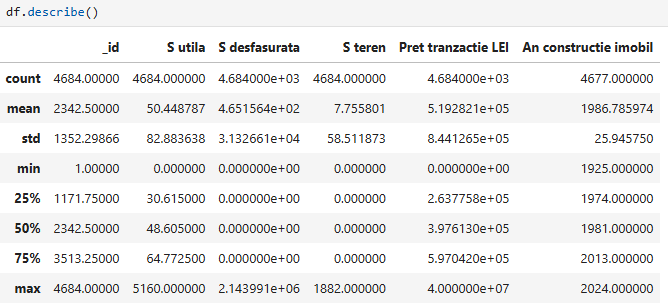 df.describe()
_id S utila S desfasurata S teren Pret tranzactie LEI An constructie imobil
count 4684.00000 4684.000000 4.684000e+03 4684.000000 4.684000e+03 4677.000000
mean 2342.50000 50.448787 4.651564e+02 7.755801 5.192821e+05 1986.785974
std 1352.29866 82.883638 3.132661e+04 58.511873 8.441265e+05 25.945750
min 1.00000 0.000000 0.000000e+00 0.000000 0.000000e+00 1925.000000
25% 1171.75000 30.615000 0.000000e+00 0.000000 2.637758e+05 1974.000000
50% 2342.50000 48.605000 0.000000e+00 0.000000 3.976130e+05 1981.000000
75% 3513.25000 64.772500 0.000000e+00 0.000000 5.970420e+05 2013.000000
max 4684.00000 5160.000000 2.143991e+06 1882.000000 4.000000e+07 2024.000000